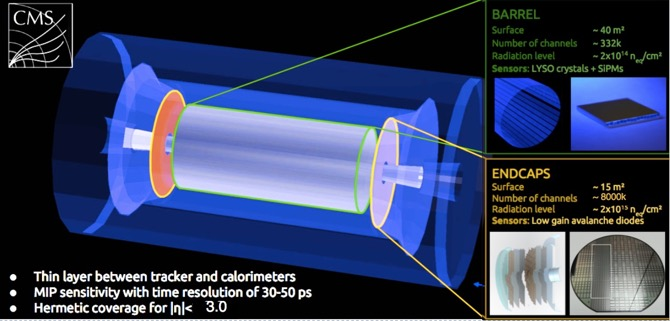 CMS
BARREL
Surface ~ 40 m²
Number of channels ~ 332k
Radiation level ~ 2x10¹⁴ n_eq/cm²
Sensors: LYSO crystals + SiPMs
ENDCAPS
Surface ~ 15 m²
Number of channels ~ 8000k
Radiation level ~ 2x10¹⁵ n_eq/cm²
Sensors: Low gain avalanche diodes
• Thin layer between tracker and calorimeters
• MIP sensitivity with time resolution of 30-50 ps
• Hermetic coverage for |η|< 3.0